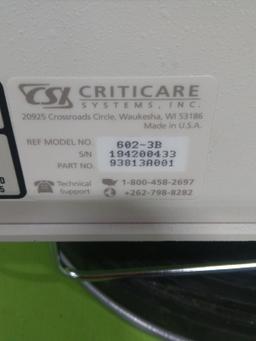 CSI CRITICARE
SYSTEMS, INC.
20925 Crossroads Circle, Waukesha, WI 53186
Made in U.S.A.
REF MODEL NO. 602-3B
S/N 194200433
PART NO. 93813A001
Technical Support
1-800-458-2697
+262-798-8282